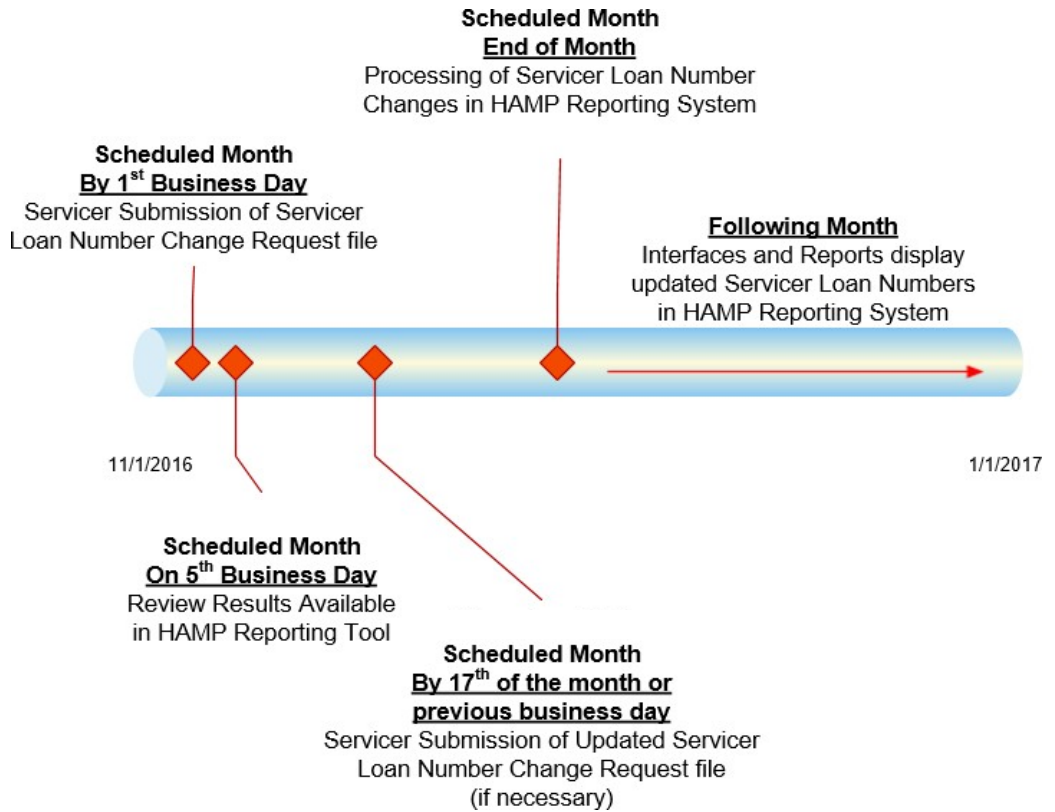 Scheduled Month
End of Month
Processing of Servicer Loan Number
Changes in HAMP Reporting System
Scheduled Month
By 1st Business Day
Servicer Submission of Servicer
Loan Number Change Request file
Following Month
Interfaces and Reports display
updated Servicer Loan Numbers
in HAMP Reporting System
11/1/2016
1/1/2017
Scheduled Month
On 5th Business Day
Review Results Available
in HAMP Reporting Tool
Scheduled Month
By 17th of the month or
previous business day
Servicer Submission of Updated Servicer
Loan Number Change Request file
(if necessary)